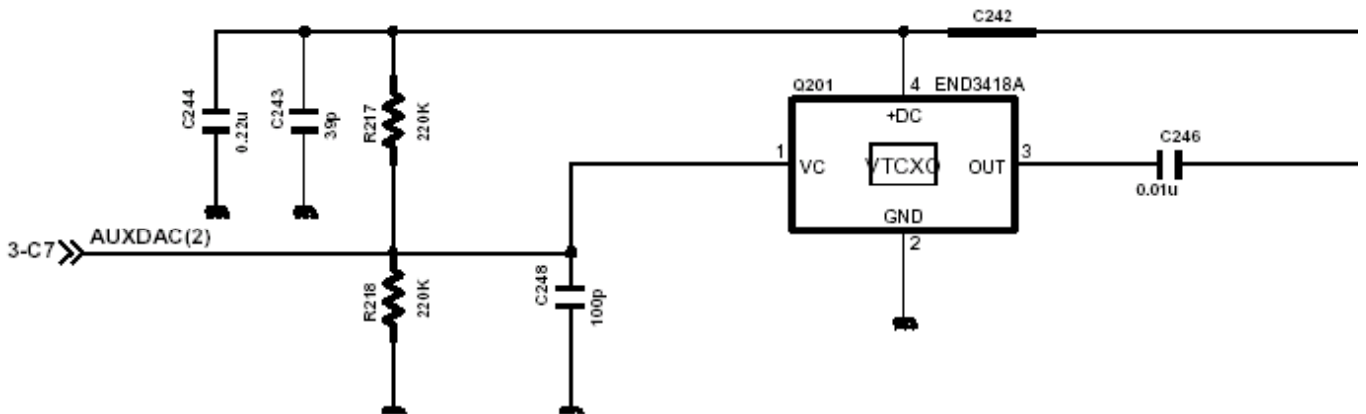 C242
Q201
4
END3418A
+DC
C244
0.22u
C243
39p
R217
220K
C246
1
VC
VTCXO
OUT
3
0.01u
GND
2
3-C7
AUXDAC(2)
R218
220K
C248
100p